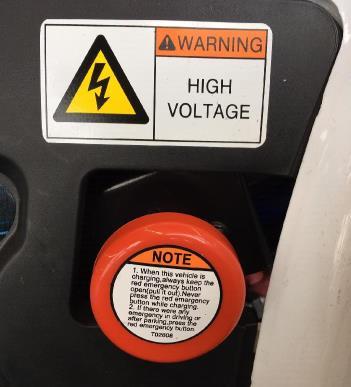 WARNING
HIGH
VOLTAGE
NOTE
1. When this vehicle is
charging,always keep the
red emergency button
open(pull it out).Never
press the red emergency
button while charging.
2. If there were any
emergency in driving or
after parking,press the
red emergency button.
T02608